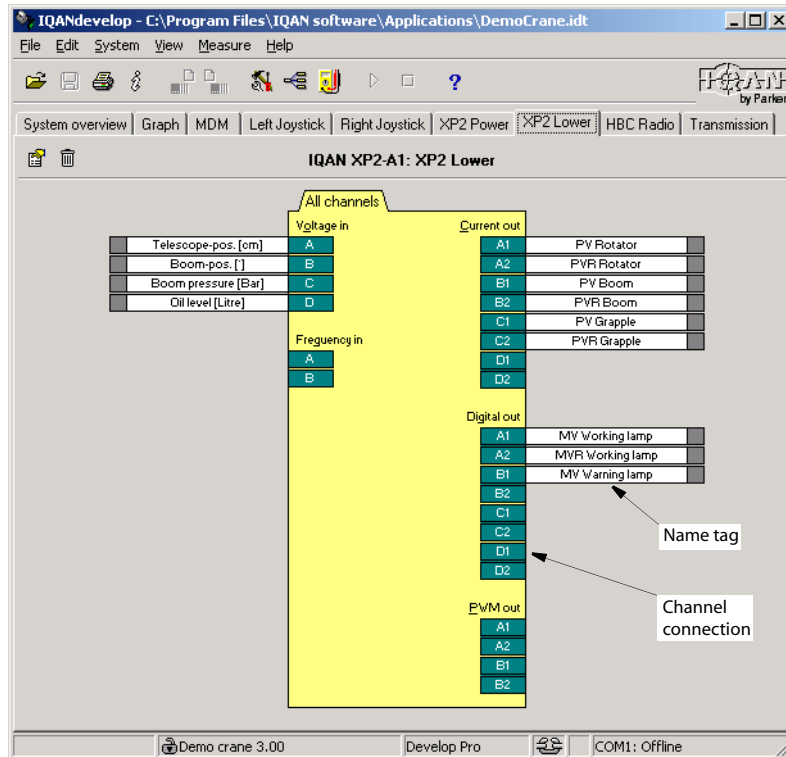 IQANdevelop - C:\Program Files\IQAN software\Applications\DemoCrane.idt
File Edit System View Measure Help
IQAN
by Parker
System overview Graph MDM Left Joystick Right Joystick XP2 Power XP2 Lower HBC Radio Transmission
IQAN XP2-A1: XP2 Lower
All channels
Voltage in
Telescope-pos. [cm] A
Boom-pos. [°] B
Boom pressure [Bar] C
Oil level [Litre] D
Frequency in
A
B
Current out
A1 PV Rotator
A2 PVR Rotator
B1 PV Boom
B2 PVR Boom
C1 PV Grapple
C2 PVR Grapple
D1
D2
Digital out
A1 MV Working lamp
A2 MVR Working lamp
B1 MV Warning lamp
B2
C1
C2
D1
D2
Name tag
Channel
connection
PWM out
A1
A2
B1
B2
Demo crane 3.00 Develop Pro COM1: Offline